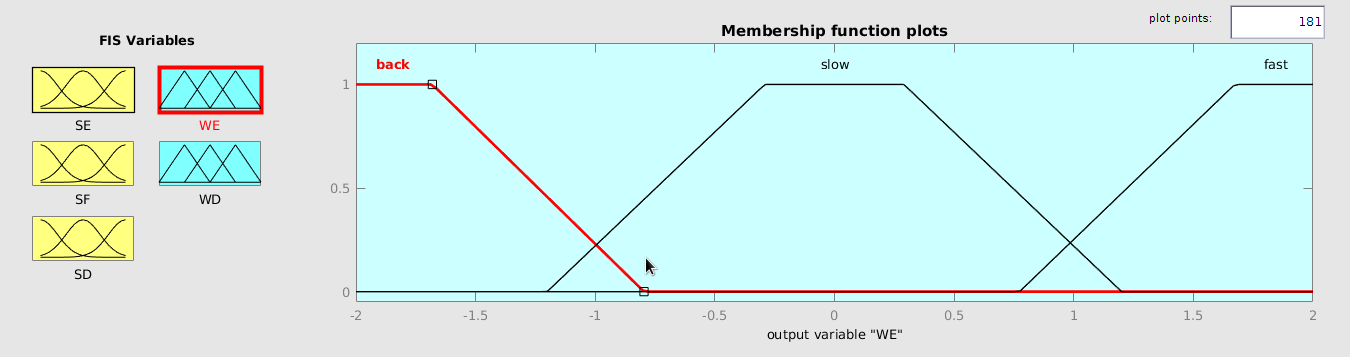 plot points:
181
FIS Variables
Membership function plots
SE
WE
SF
WD
SD
back
slow
fast
1
0.5
0
-2
-1.5
-1
-0.5
0
0.5
1
1.5
2
output variable "WE"